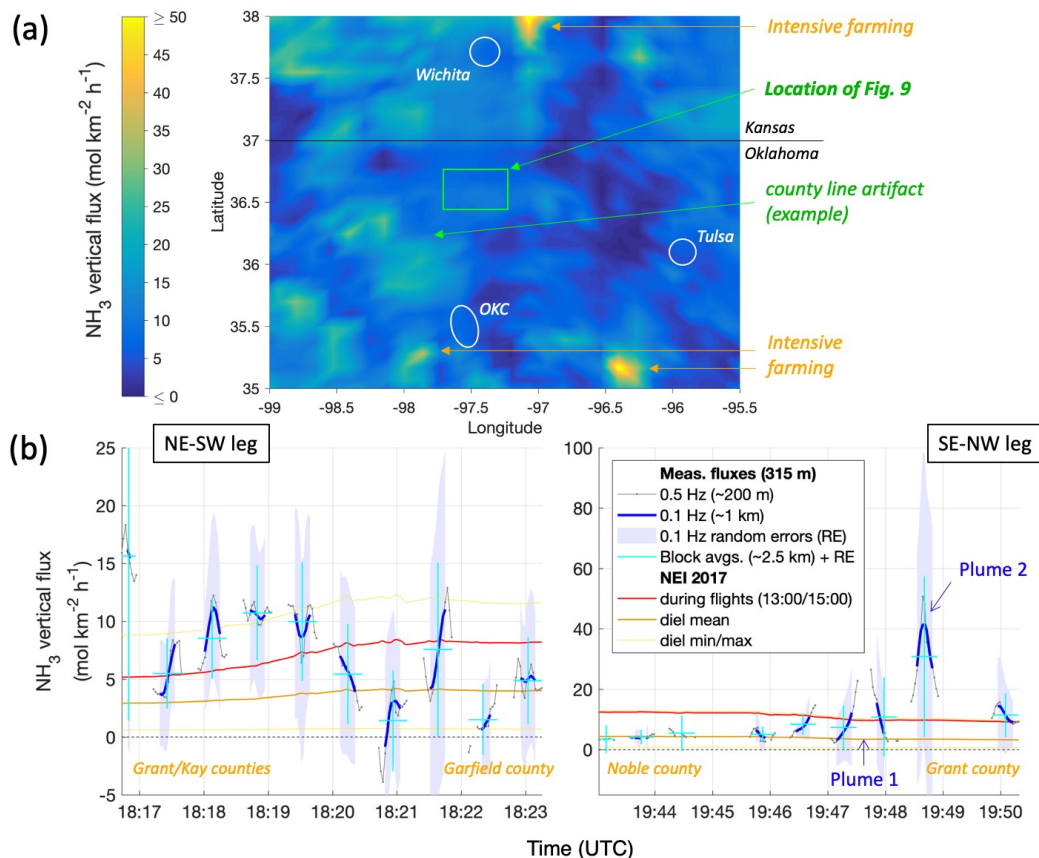 (a)
NH3 vertical flux (mol km−2 h−1)
≥ 50
45
40
35
30
25
20
15
10
5
≤ 0
Latitude
38
37.5
37
36.5
36
35.5
35
-99
-98.5
-98
-97.5
-97
-96.5
-96
-95.5
Longitude
Wichita
Kansas
Oklahoma
Tulsa
OKC
Intensive farming
Location of Fig. 9
county line artifact
(example)
Intensive
farming
(b)
NE-SW leg
NH3 vertical flux
(mol km−2 h−1)
25
20
15
10
5
0
-5
Grant/Kay counties
Garfield county
18:17
18:18
18:19
18:20
18:21
18:22
18:23
SE-NW leg
100
80
60
40
20
0
Meas. fluxes (315 m)
0.5 Hz (~200 m)
0.1 Hz (~1 km)
0.1 Hz random errors (RE)
Block avgs. (~2.5 km) + RE
NEI 2017
during flights (13:00/15:00)
diel mean
diel min/max
Plume 2
Plume 1
Noble county
Grant county
19:44
19:45
19:46
19:47
19:48
19:49
19:50
Time (UTC)